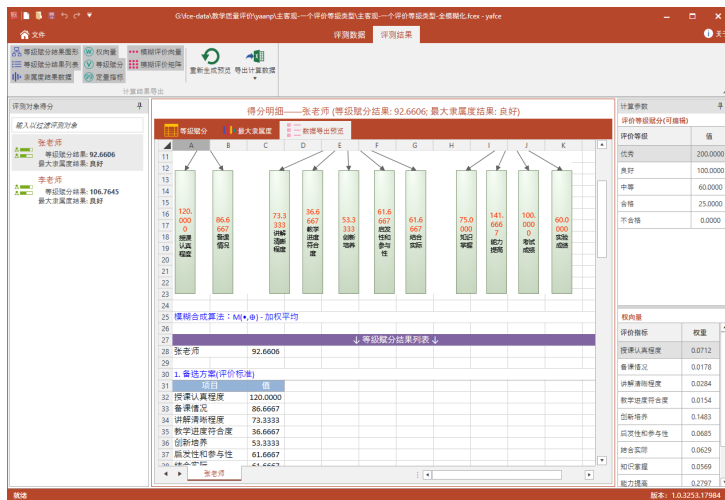 G:\fce-data\教学质量评价\yaanp\主客观-一个评价等级类型\主客观-一个评价等级类型-全模糊化.fcex - yafce
文件
评测数据 评测结果
关于
等级赋分结果图形 权向量 模糊评价向量
等级赋分结果列表 等级赋分 模糊评价矩阵
隶属度结果数据 定量指标
重新生成预览 导出计算数据
计算结果
导出
评测对象得分
输入以过滤评测对象
张老师
等级赋分结果: 92.6606
最大隶属度结果: 良好
李老师
等级赋分结果: 106.7645
最大隶属度结果: 良好
得分明细——张老师 (等级赋分结果: 92.6606; 最大隶属度结果: 良好)
等级赋分 最大隶属度 数据导出预览
A B C D E F G H I J K
11
12
13
14
15
16
17
18
19
20
21
22
23
24
120.0000 授课认真程度
86.6667 备课情况
73.3333 讲解清晰程度
36.6667 教学进度符合度
53.3333 创新培养
61.6667 启发性和参与性
61.6667 结合实际
75.0000 知识掌握
141.6667 能力提高
100.0000 考试成绩
60.0000 实验成绩
25 模糊合成算法：M(•,⊕) - 加权平均
26
27 ↓ 等级赋分结果列表 ↓
28 张老师 92.6606
29
30 1. 备选方案(评价标准)
31 项目 值
32 授课认真程度 120.0000
33 备课情况 86.6667
34 讲解清晰程度 73.3333
35 教学进度符合度 36.6667
36 创新培养 53.3333
37 启发性和参与性 61.6667
38 结合实际 61.6667
张老师
计算参数
评价等级赋分(可编辑)
评价等级 值
优秀 200.0000
良好 100.0000
中等 60.0000
合格 25.0000
不合格 0.0000
权向量
评价指标 权重
授课认真程度 0.0712
备课情况 0.0178
讲解清晰程度 0.0284
教学进度符合度 0.0154
创新培养 0.1483
启发性和参与性 0.0685
结合实际 0.0629
知识掌握 0.0569
能力提高 0.2797
就绪
版本: 1.0.3253.17984